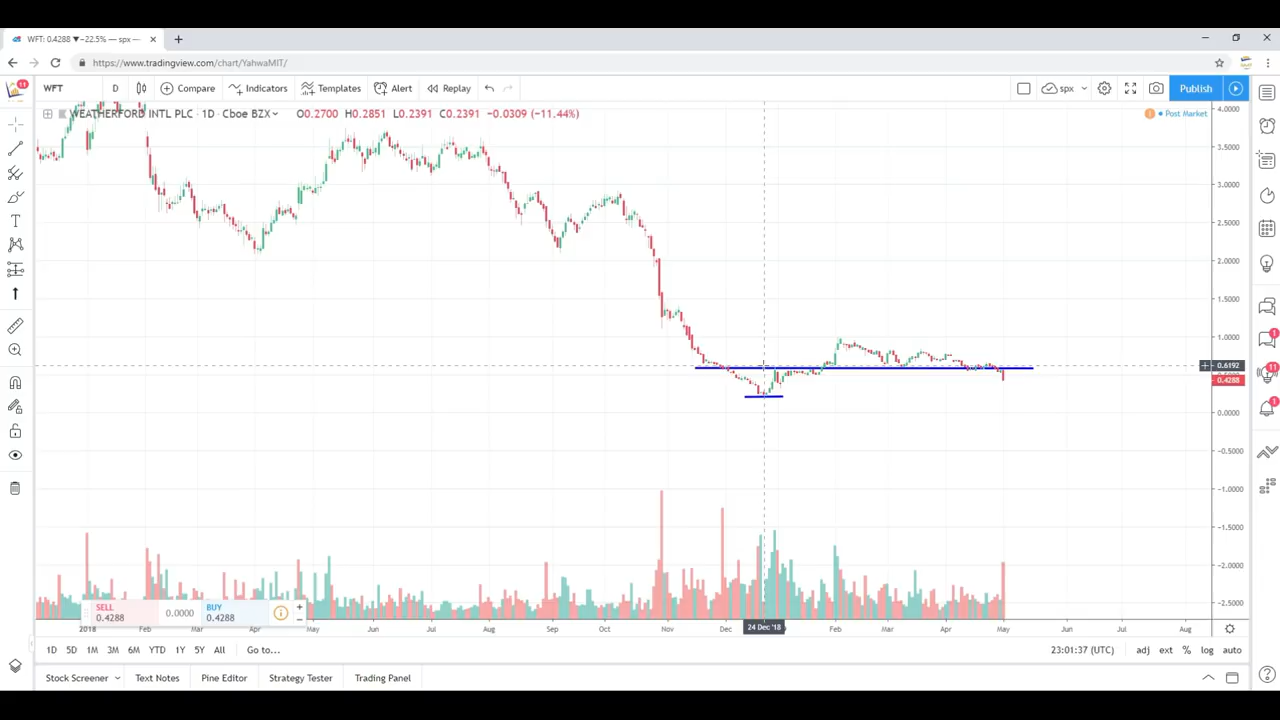 WFT: 0.4288 ▼−22.5% — spx —
https://www.tradingview.com/chart/YahwaMIT/
11 WFT D Compare Indicators Templates Alert Replay spx Publish
WEATHERFORD INTL PLC · 1D · Cboe BZX O0.2700 H0.2851 L0.2391 C0.2391 −0.0309 (−11.44%)
Post Market
4.0000
3.5000
3.0000
2.5000
2.0000
1.5000
1.0000
0.6192
0.4288
0.0000
−0.5000
−1.0000
−1.5000
−2.0000
−2.5000
1
11
1
SELL
0.4288
0.0000
BUY
0.4288
2018 Feb Apr May Jun Jul Aug Sep Oct Nov Dec 24 Dec '18 Feb Mar Apr May Jun Jul Aug
1D 5D 1M 3M 6M YTD 1Y 5Y All Go to... 23:01:37 (UTC) adj ext % log auto
Stock Screener Text Notes Pine Editor Strategy Tester Trading Panel